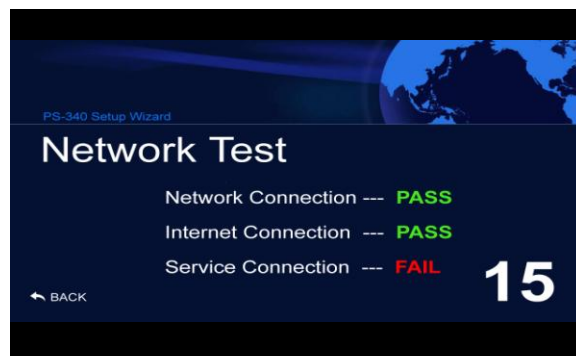 PS-340 Setup Wizard
Network Test
Network Connection --- PASS
Internet Connection --- PASS
Service Connection --- FAIL
15
BACK